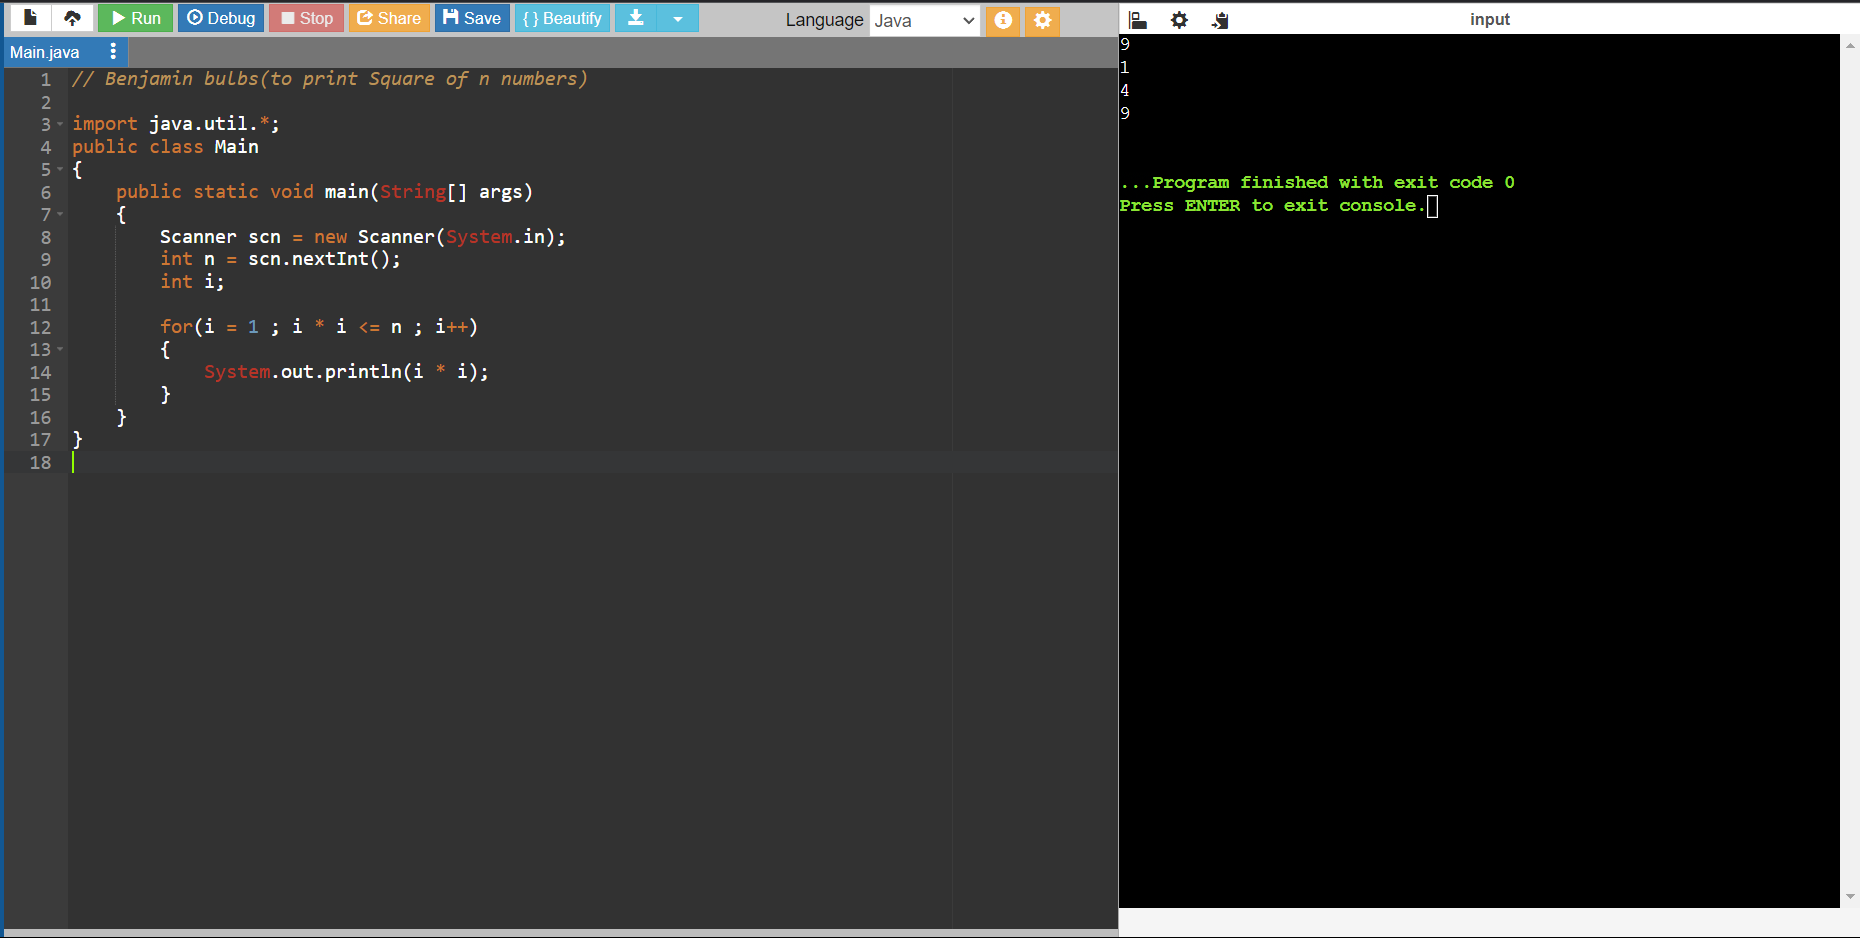 Run Debug Stop Share Save { } Beautify Language Java
Main.java
1 // Benjamin bulbs(to print Square of n numbers)
2
3 import java.util.*;
4 public class Main
5 {
6     public static void main(String[] args)
7     {
8         Scanner scn = new Scanner(System.in);
9         int n = scn.nextInt();
10         int i;
11
12         for(i = 1 ; i * i <= n ; i++)
13         {
14             System.out.println(i * i);
15         }
16     }
17 }
18
input
9
1
4
9
...Program finished with exit code 0
Press ENTER to exit console.